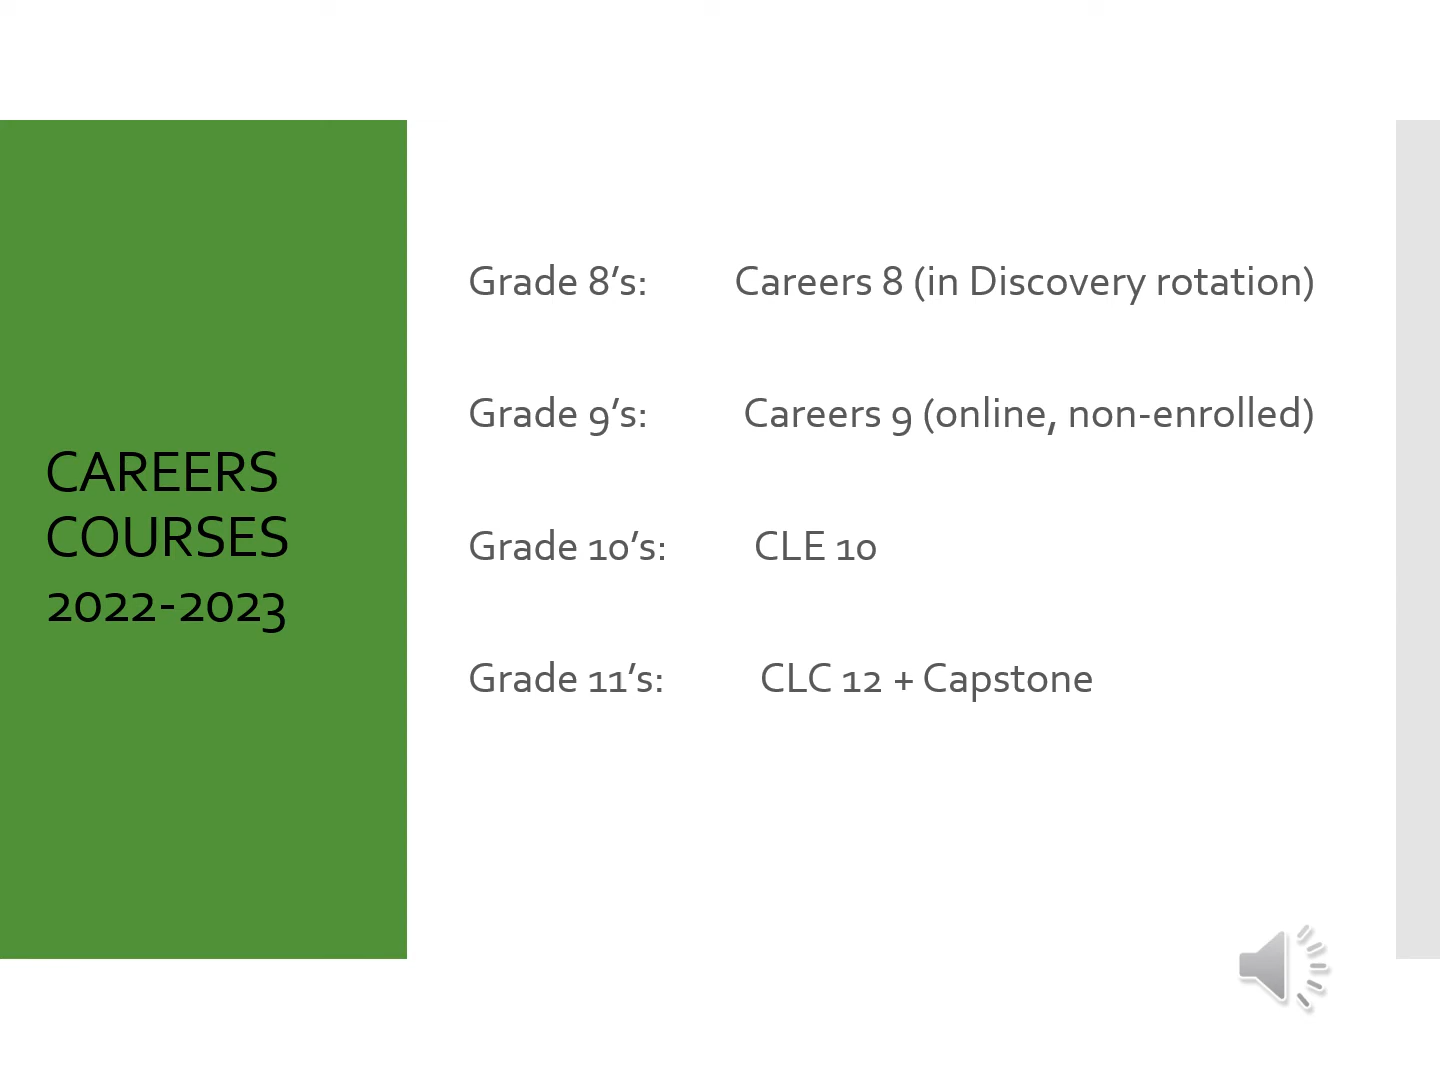 CAREERS
COURSES
2022-2023
Grade 8’s: Careers 8 (in Discovery rotation)
Grade 9’s: Careers 9 (online, non-enrolled)
Grade 10’s: CLE 10
Grade 11’s: CLC 12 + Capstone